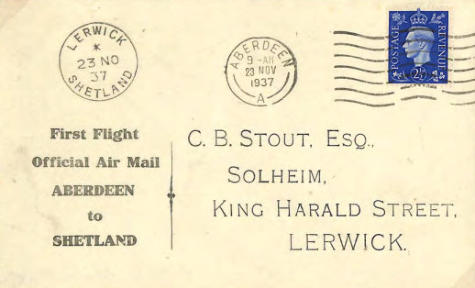 LERWICK
*
23 NO
37
SHETLAND
ABERDEEN
9 - AM
23 NOV
1937
A
POSTAGE
REVENUE
2½D
First Flight
Official Air Mail
ABERDEEN
to
SHETLAND
C. B. STOUT, ESQ.,
SOLHEIM,
KING HARALD STREET,
LERWICK.